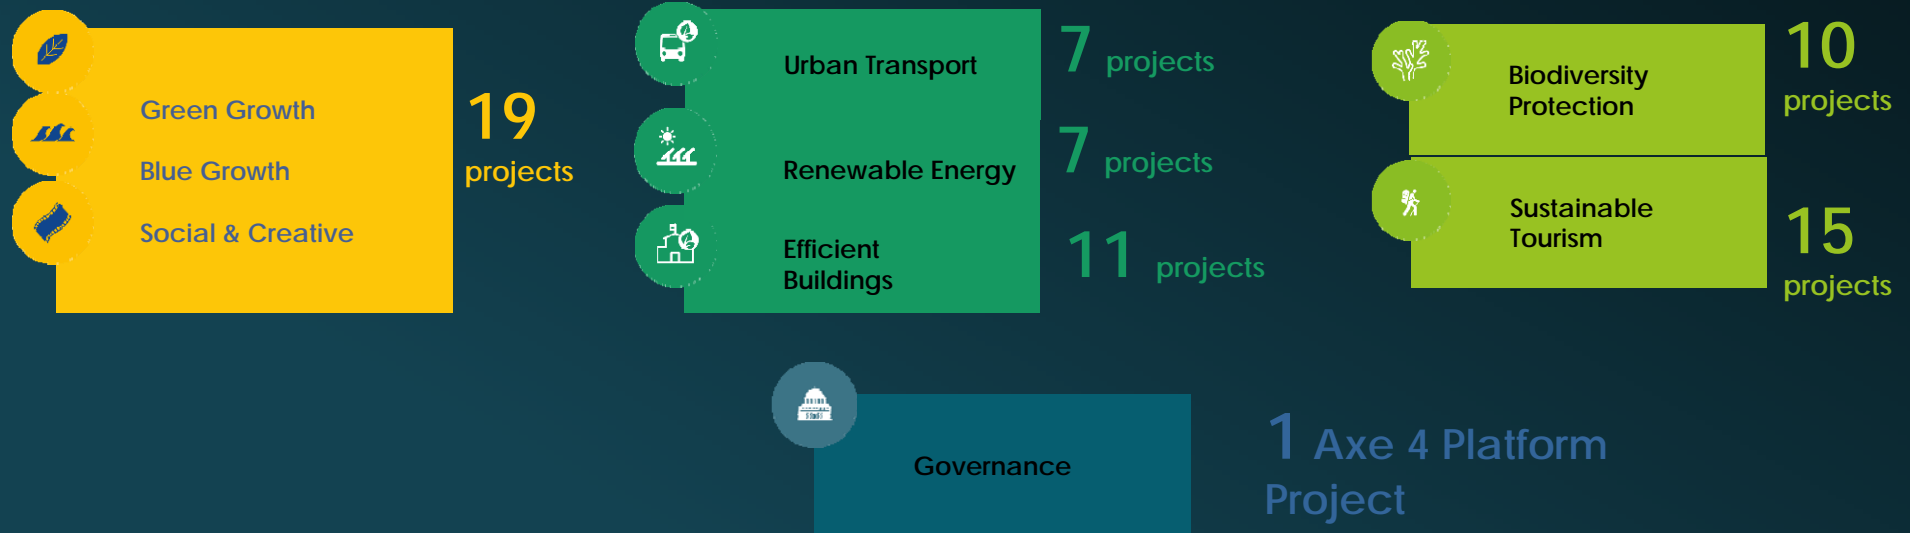 Green Growth
Blue Growth
Social & Creative
19
projects
Urban Transport
7 projects
Renewable Energy
7 projects
Efficient
Buildings
11 projects
Biodiversity
Protection
10
projects
Sustainable
Tourism
15
projects
Governance
1 Axe 4 Platform
Project